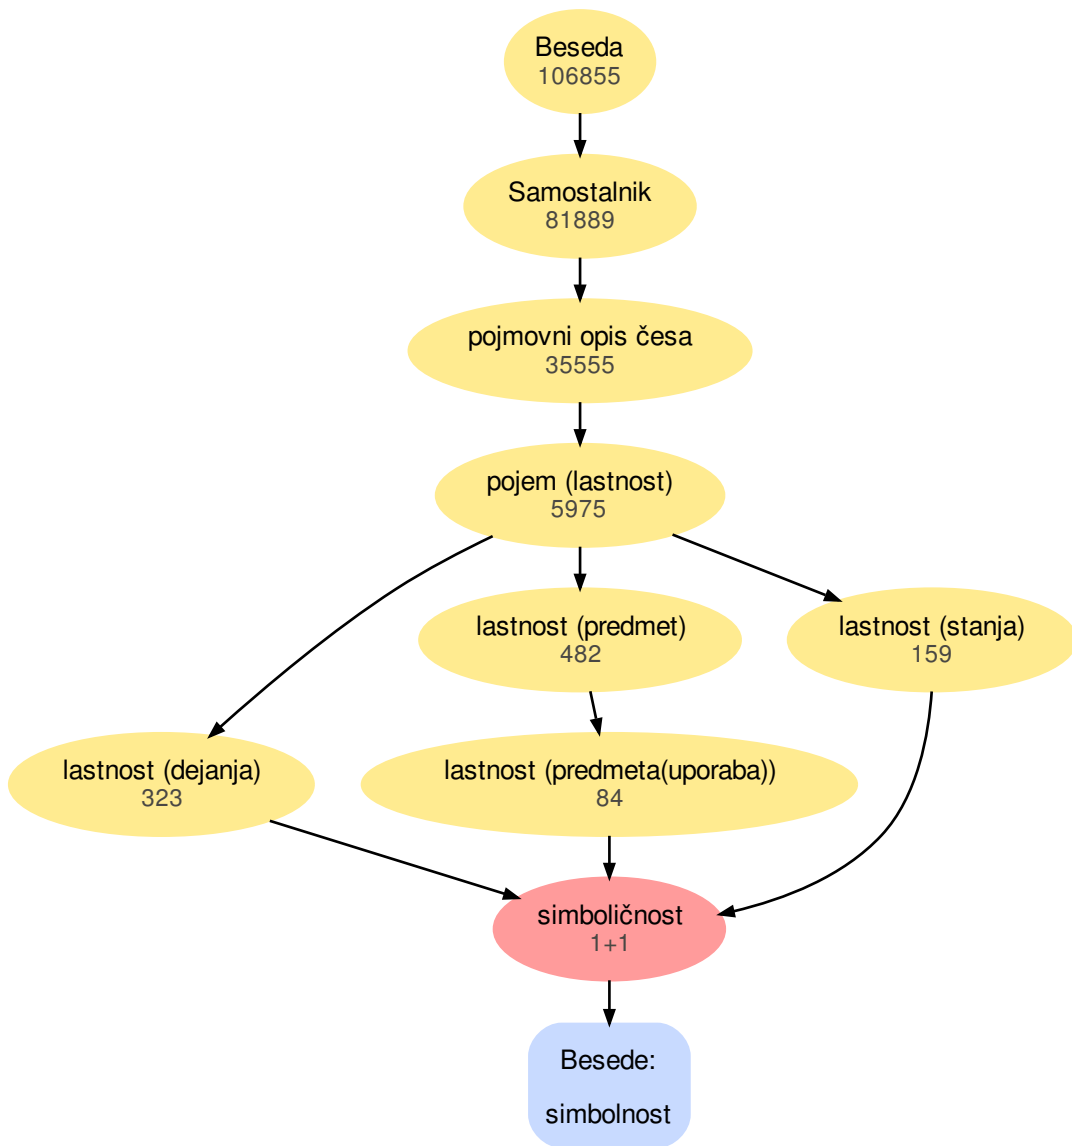 Beseda
106855
Samostalnik
81889
pojmovni opis česa
35555
pojem (lastnost)
5975
lastnost (predmet)
482
lastnost (stanja)
159
lastnost (dejanja)
323
lastnost (predmeta(uporaba))
84
simboličnost
1+1
Besede:
simbolnost